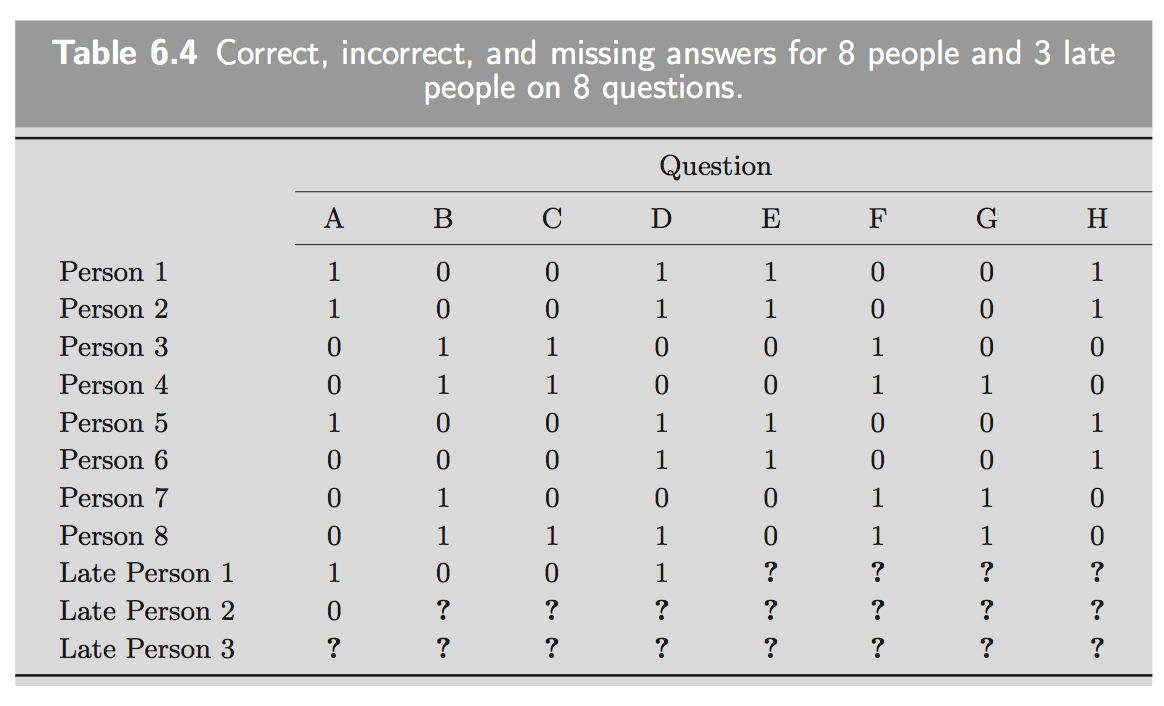 Table 6.4 Correct, incorrect, and missing answers for 8 people and 3 late
people on 8 questions.
Question
A B C D E F G H
Person 1 1 0 0 1 1 0 0 1
Person 2 1 0 0 1 1 0 0 1
Person 3 0 1 1 0 0 1 0 0
Person 4 0 1 1 0 0 1 1 0
Person 5 1 0 0 1 1 0 0 1
Person 6 0 0 0 1 1 0 0 1
Person 7 0 1 0 0 0 1 1 0
Person 8 0 1 1 1 0 1 1 0
Late Person 1 1 0 0 1 ? ? ? ?
Late Person 2 0 ? ? ? ? ? ? ?
Late Person 3 ? ? ? ? ? ? ? ?